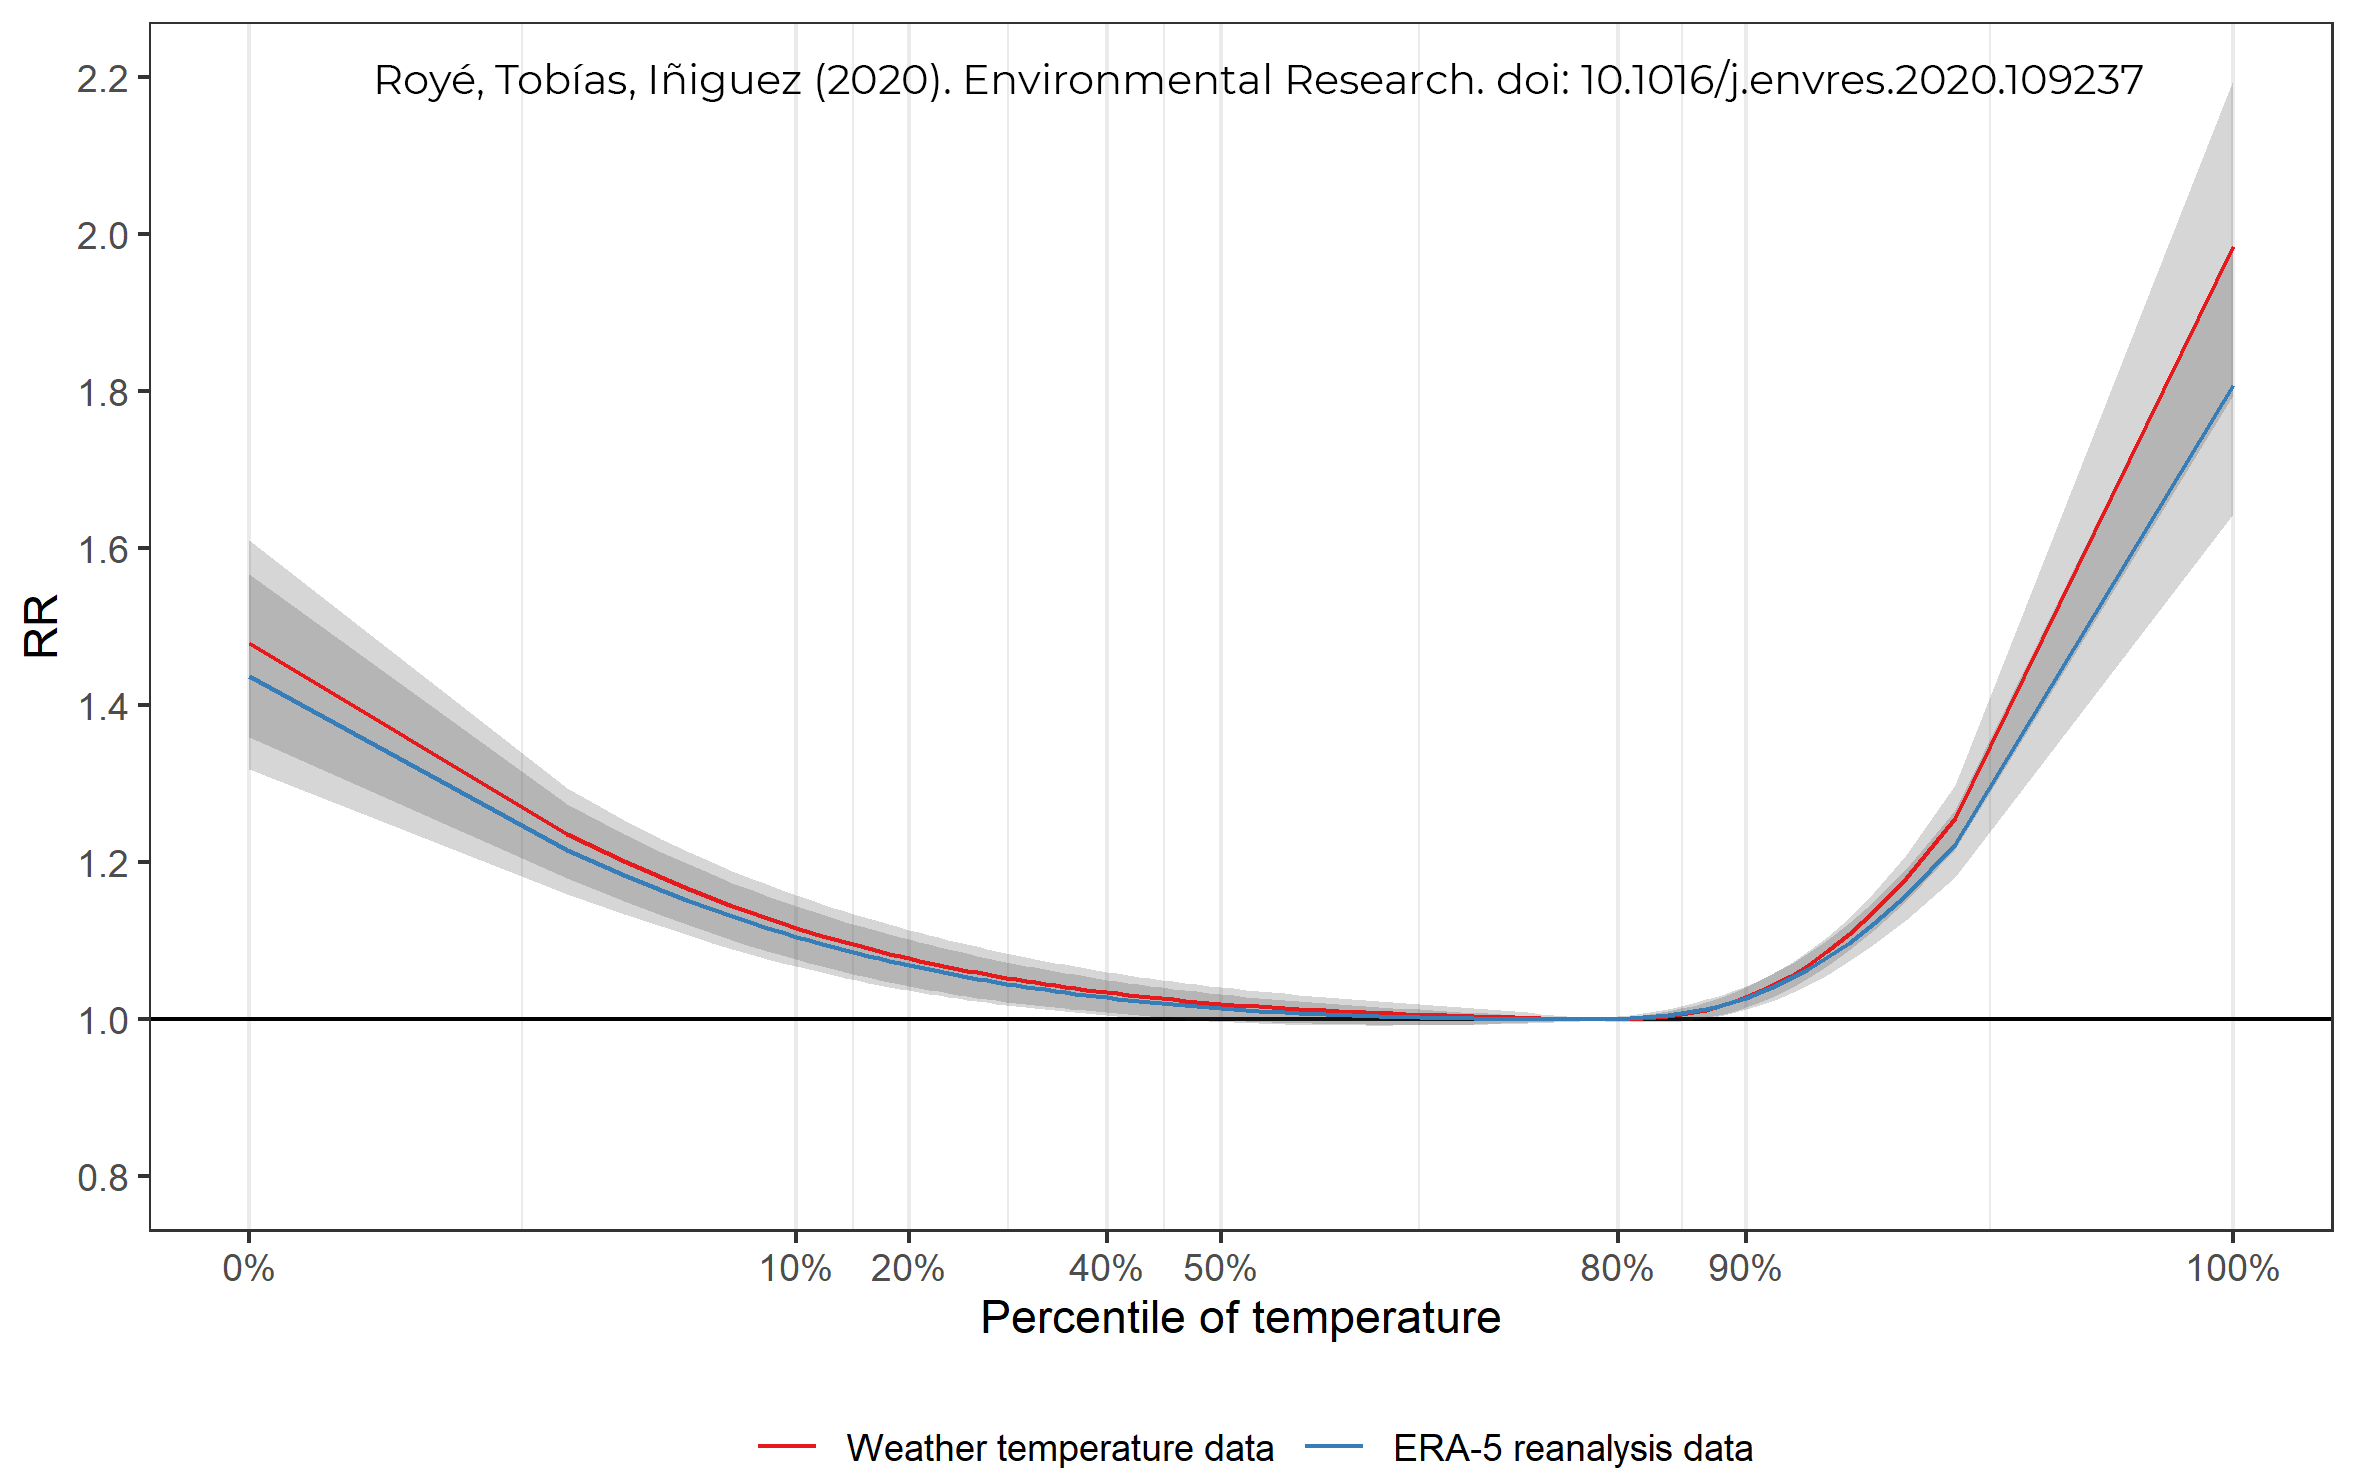 Royé, Tobías, Iñiguez (2020). Environmental Research. doi: 10.1016/j.envres.2020.109237
2.2
2.0
1.8
1.6
1.4
1.2
1.0
0.8
RR
0% 10% 20% 40% 50% 80% 90% 100%
Percentile of temperature
Weather temperature data ERA-5 reanalysis data